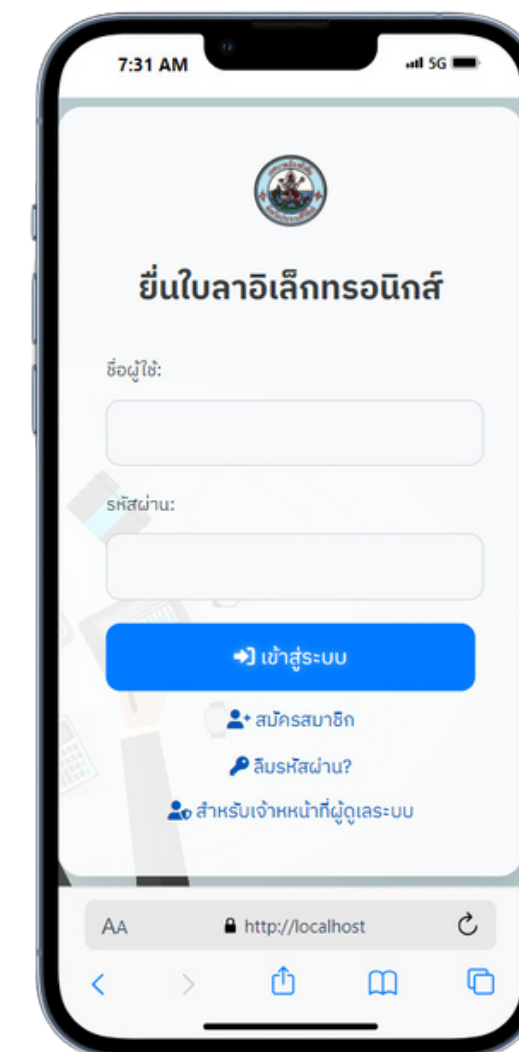 7:31 AM
5G
ยื่นใบลาอิเล็กทรอนิกส์
ชื่อผู้ใช้:
รหัสผ่าน:
เข้าสู่ระบบ
สมัครสมาชิก
ลืมรหัสผ่าน?
สำหรับเจ้าหหน้าที่ผู้ดูเลระบบ
AA
http://localhost